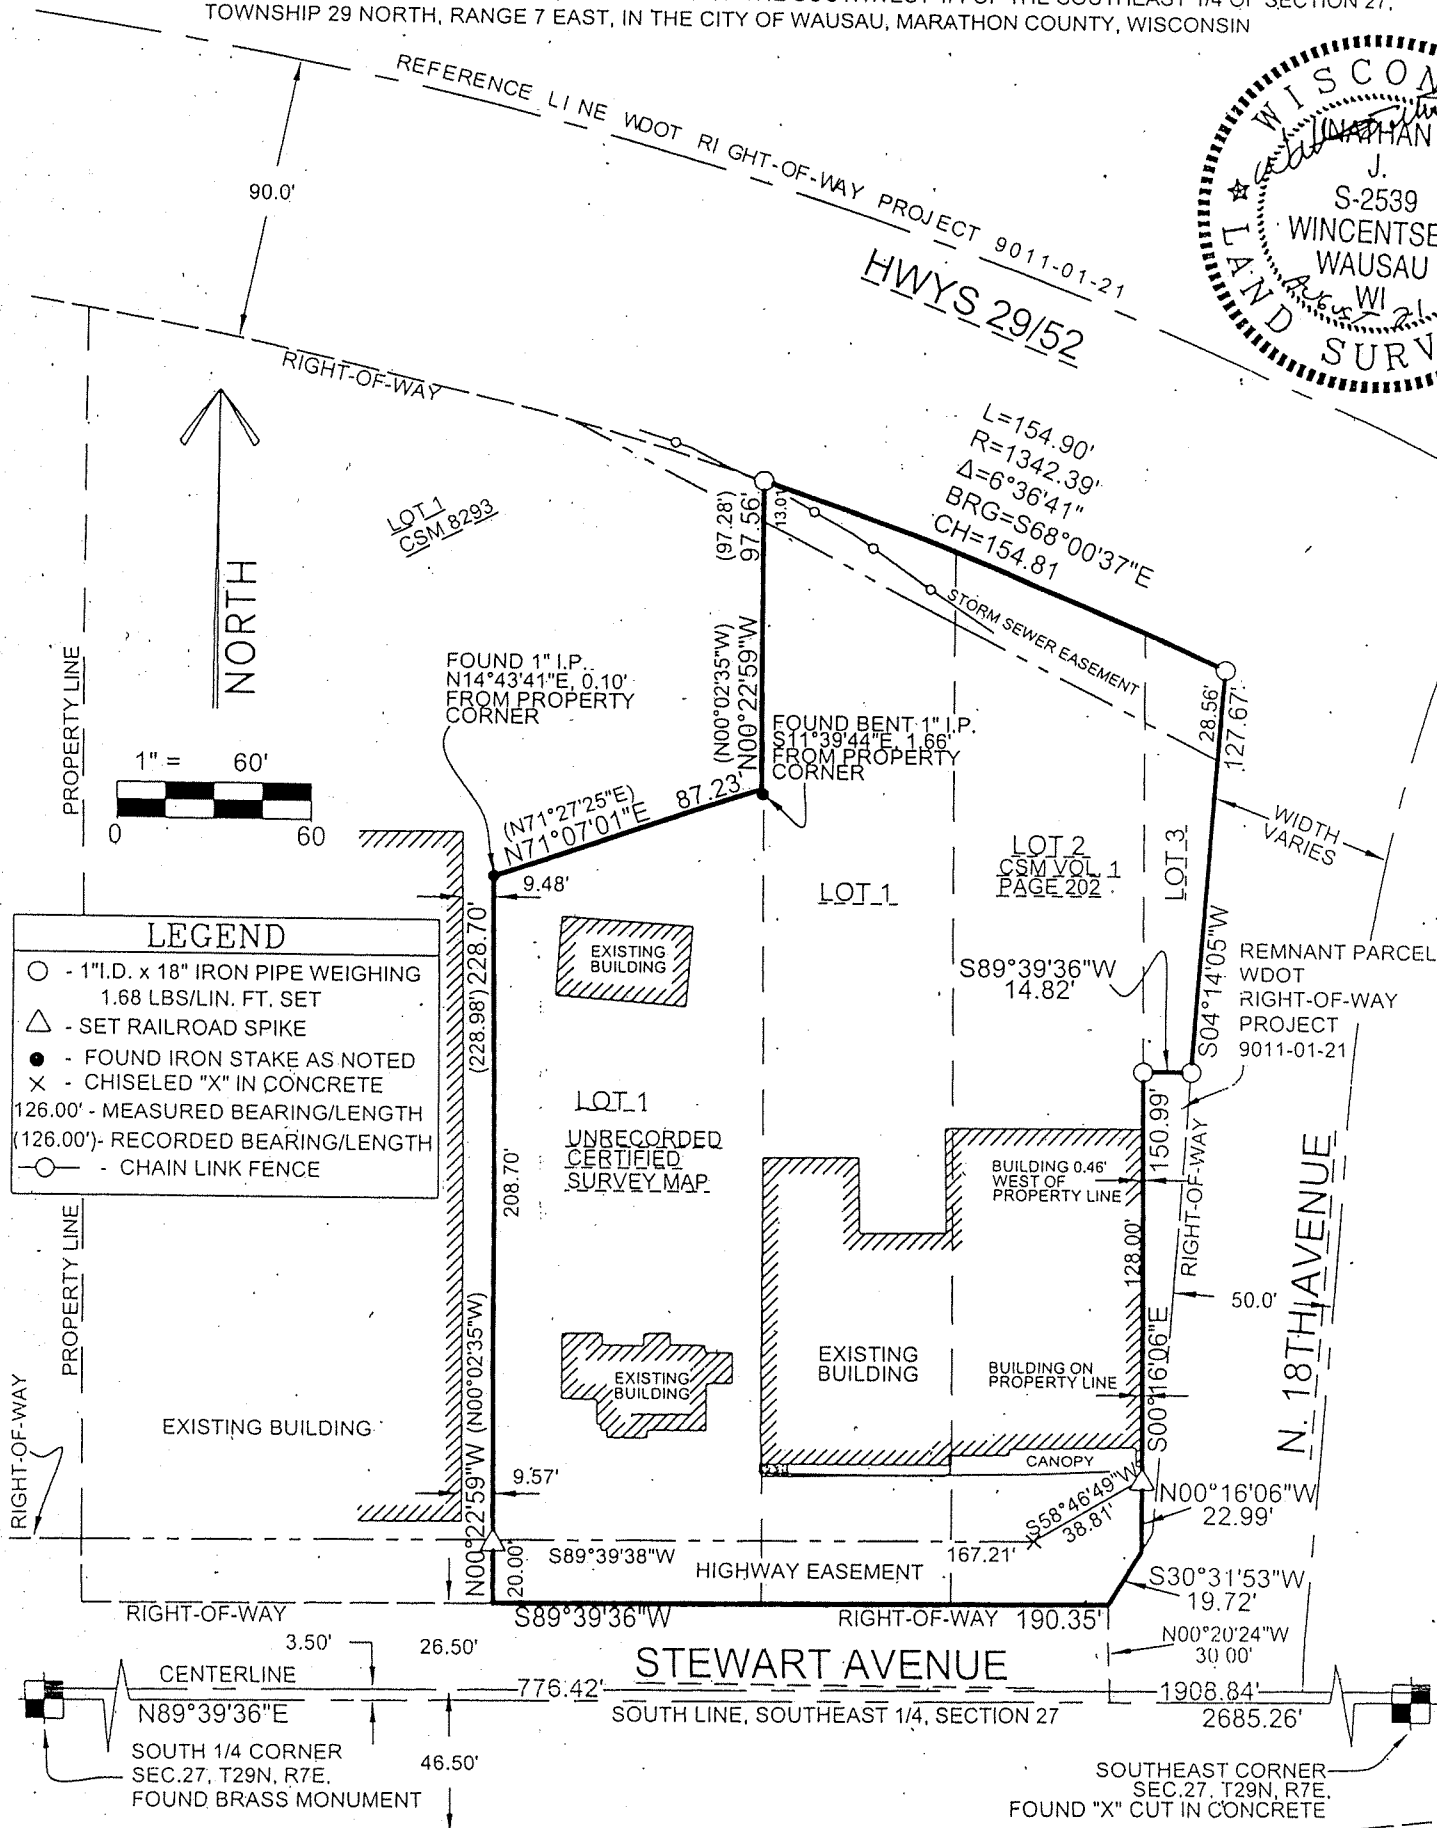 TOWNSHIP 29 NORTH, RANGE 7 EAST, IN THE CITY OF WAUSAU, MARATHON COUNTY, WISCONSIN
REFERENCE LINE WDOT RIGHT-OF-WAY PROJECT 9011-01-21
HWYS 29/52
90.0'
RIGHT-OF-WAY
WISCON
NATHAN
J.
S-2539
WINCENTSE
WAUSAU
WI
August 21
LAND SURV
L=154.90'
R=1342.39'
Δ=6°36'41"
BRG=S68°00'37"E
CH=154.81
LOT 1
CSM 8293
NORTH
(97.28')
97.56'
13.01
STORM SEWER EASEMENT
(N00°02'35"W)
N00°22'59"W
FOUND 1" I.P.
N14°43'41"E, 0.10'
FROM PROPERTY
CORNER
FOUND BENT 1" I.P.
S11°39'44"E, 1.66'
FROM PROPERTY
CORNER
28.56'
127.67'
PROPERTY LINE
1" = 60'
0 60
(N71°27'25"E)
N71°07'01"E 87.23'
WIDTH
VARIES
LOT 1
LOT 2
CSM VOL 1
PAGE 202
LOT 3
9.48'
LEGEND
- 1"I.D. x 18" IRON PIPE WEIGHING
1.68 LBS/LIN. FT. SET
- SET RAILROAD SPIKE
- FOUND IRON STAKE AS NOTED
X - CHISELED "X" IN CONCRETE
126.00' - MEASURED BEARING/LENGTH
(126.00')- RECORDED BEARING/LENGTH
- CHAIN LINK FENCE
(228.98') 228.70'
EXISTING
BUILDING
S89°39'36"W
14.82'
S04°14'05"W
REMNANT PARCEL
WDOT
RIGHT-OF-WAY
PROJECT
9011-01-21
LOT 1
UNRECORDED
CERTIFIED
SURVEY MAP
208.70'
BUILDING 0.46'
WEST OF
PROPERTY LINE
150.99'
RIGHT-OF-WAY
128.00'
N. 18TH AVENUE
50.0'
PROPERTY LINE
N00°22'59"W (N00°02'35"W)
EXISTING
BUILDING
EXISTING
BUILDING
BUILDING ON
PROPERTY LINE
S00°16'06"E
RIGHT-OF-WAY
EXISTING BUILDING
9.57'
CANOPY
S58°46'49"W
38.81'
N00°16'06"W
22.99'
20.00'
S89°39'38"W
167.21'
HIGHWAY EASEMENT
S30°31'53"W
19.72'
RIGHT-OF-WAY
S89°39'36"W
RIGHT-OF-WAY 190.35'
N00°20'24"W
30.00'
3.50'
26.50'
STEWART AVENUE
CENTERLINE
N89°39'36"E
776.42'
1908.84'
SOUTH LINE, SOUTHEAST 1/4, SECTION 27
2685.26'
SOUTH 1/4 CORNER
SEC.27, T29N, R7E,
FOUND BRASS MONUMENT
46.50'
SOUTHEAST CORNER
SEC.27, T29N, R7E,
FOUND "X" CUT IN CONCRETE